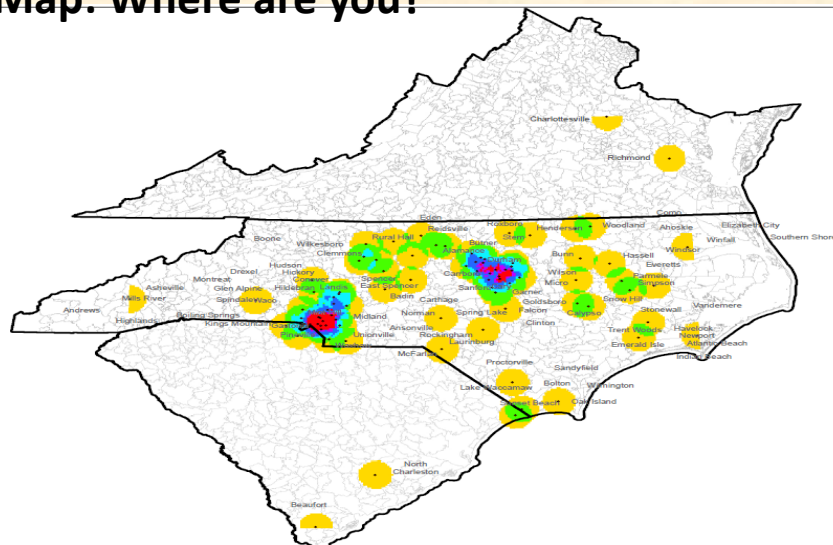 Map: Where are you?
Charlottesville
Richmond
Como
Eden
Reidsville
Roxboro
Stem
Henderson
Woodland
Ahoskie
Elizabeth City
Southern Shore
Winfall
Windsor
Boone
Wilkesboro
Rural Hall
Clemmons
Alamance
Butner
Durham
Bunn
Hassell
Everetts
Parmele
Simpson
Hudson
Drexel
Hickory
Montreat
Conover
Asheville
Glen Alpine
Hildebran
Landis
Spencer
East Spencer
Wilson
Micro
Mills River
Spindale
Waco
Badin
Carthage
Sanford
Garner
Goldsboro
Snow Hill
Stonewall
Vandemere
Andrews
Highlands
Boiling Springs
Kings Mountain
Midland
Norman
Spring Lake
Falcon
Calypso
Clinton
Trent Woods
Havelock
Newport
Atlantic Beach
Emerald Isle
Indian Beach
Unionville
Ansonville
Rockingham
Laurinburg
McFarlan
Proctorville
Sandyfield
Lake Waccamaw
Bolton
Wilmington
Sunset Beach
Oak Island
North
Charleston
Beaufort